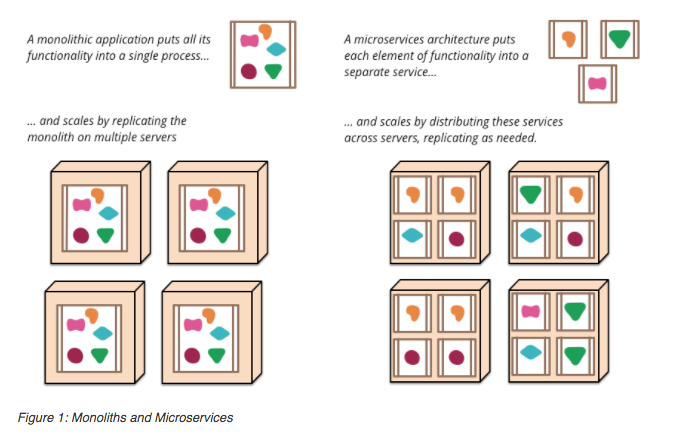 A monolithic application puts all its
functionality into a single process...
... and scales by replicating the
monolith on multiple servers
A microservices architecture puts
each element of functionality into a
separate service...
... and scales by distributing these services
across servers, replicating as needed.
Figure 1: Monoliths and Microservices